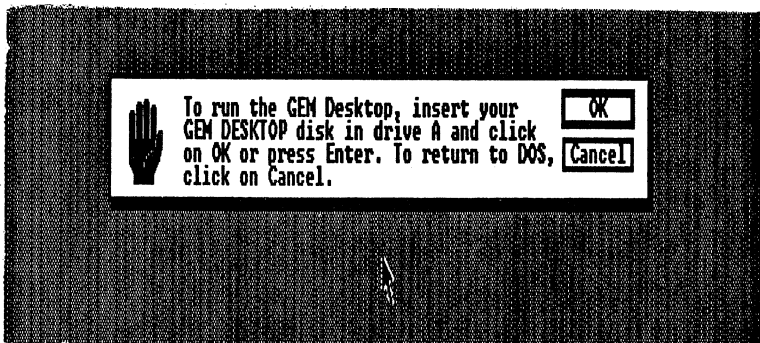 To run the GEM Desktop, insert your
GEM DESKTOP disk in drive A and click
on OK or press Enter. To return to DOS,
click on Cancel.
OK
Cancel